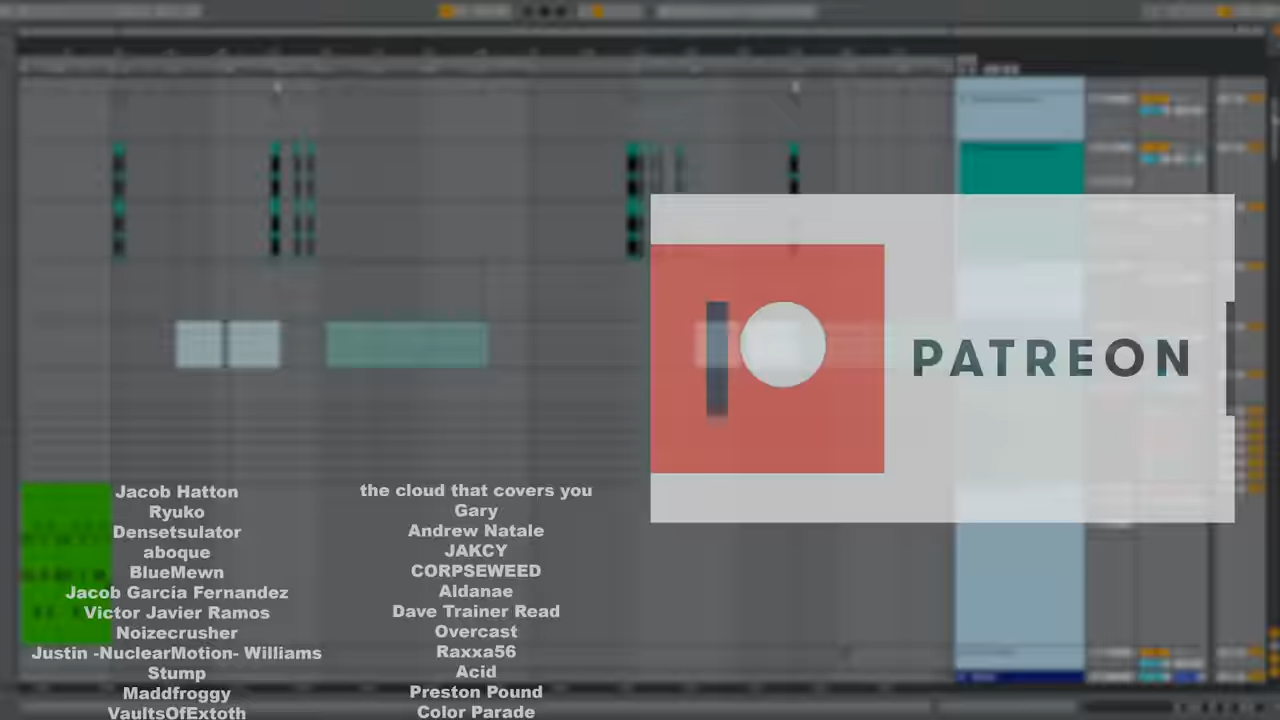 PATREON
Jacob Hatton
Ryuko
Densetsulator
aboque
BlueMewn
Jacob Garcia Fernandez
Victor Javier Ramos
Noizecrusher
Justin -NuclearMotion- Williams
Stump
Maddfroggy
VaultsOfExtoth
the cloud that covers you
Gary
Andrew Natale
JAKCY
CORPSEWEED
Aldanae
Dave Trainer Read
Overcast
Raxxa56
Acid
Preston Pound
Color Parade